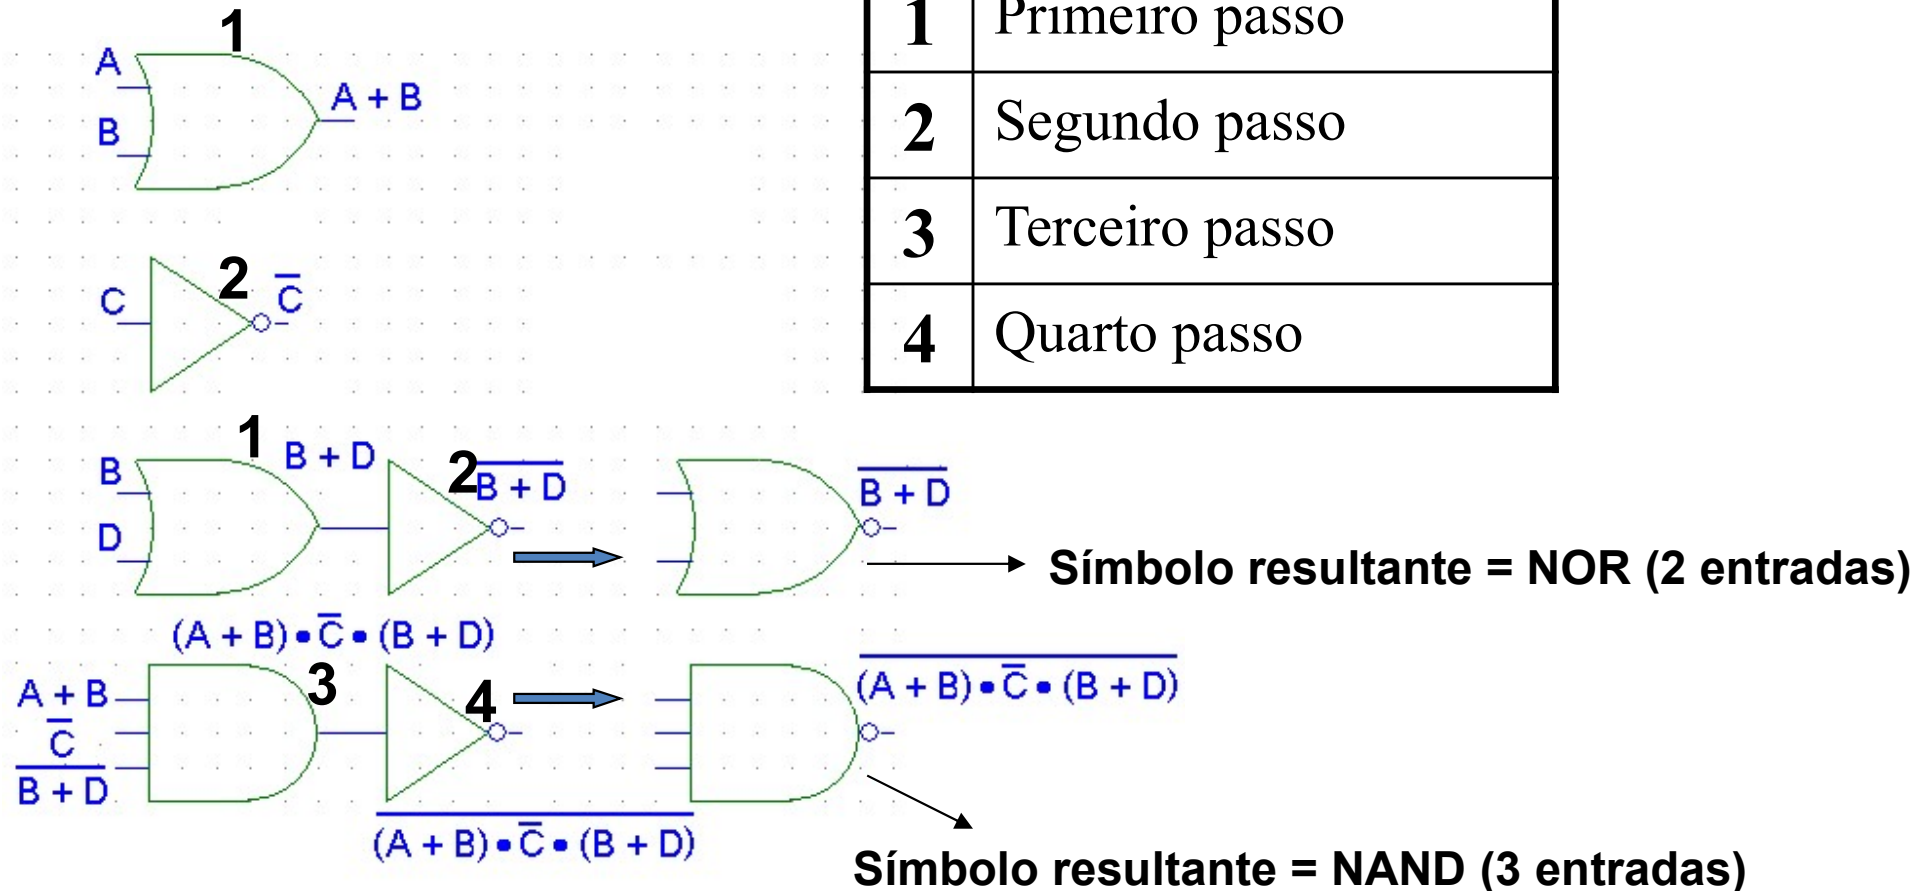 1
A
A + B
B
1 Primeiro passo
2 Segundo passo
3 Terceiro passo
4 Quarto passo
2
C
C̅
1
B
B + D
D
2
B̅ ̅+̅ ̅D̅
B̅ ̅+̅ ̅D̅
Símbolo resultante = NOR (2 entradas)
(A + B)•C̅•(B + D)
A + B
C̅
B̅ ̅+̅ ̅D̅
3
4
(̅A̅ ̅+̅ ̅B̅)̅•̅C̅̅•̅(̅B̅ ̅+̅ ̅D̅)̅
(̅A̅ ̅+̅ ̅B̅)̅•̅C̅̅•̅(̅B̅ ̅+̅ ̅D̅)̅
Símbolo resultante = NAND (3 entradas)